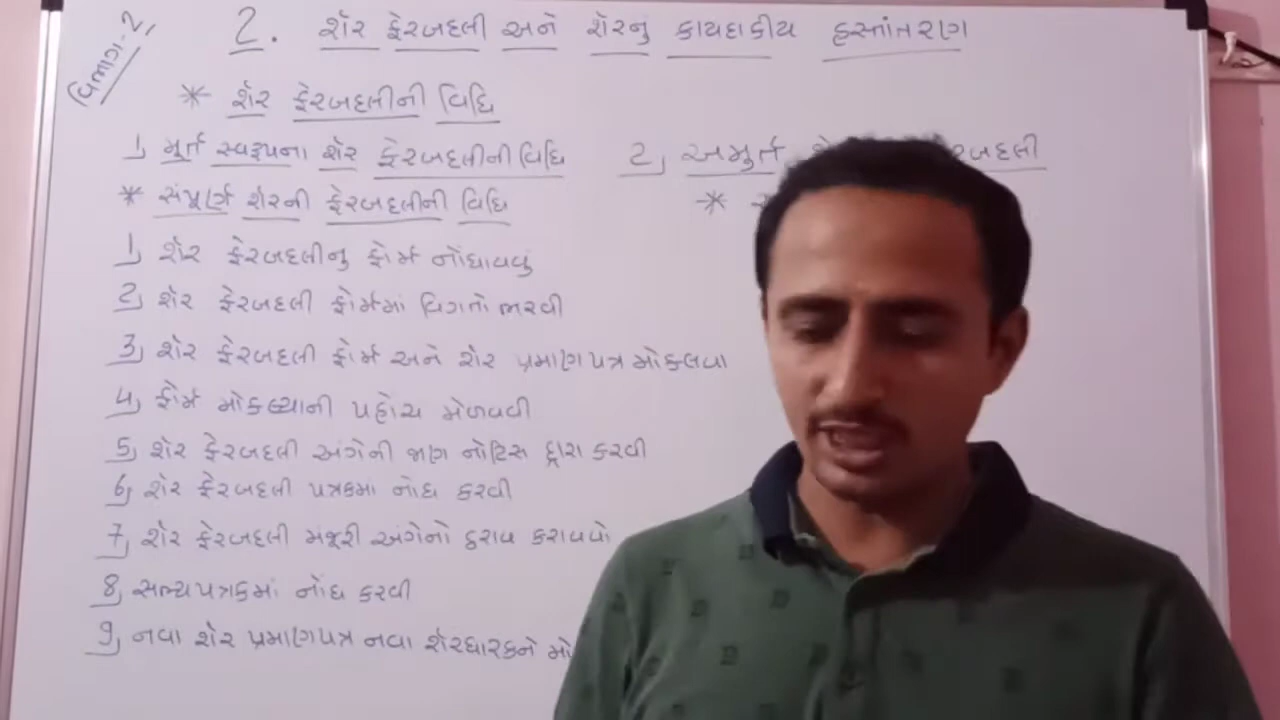 વિભાગ-2
2. શૅર ફેરબદલી અને શૅરનું કાયદાકીય હસ્તાંતરણ
* શૅર ફેરબદલીની વિધિ
1, મૂર્ત સ્વરૂપના શૅર ફેરબદલીની વિધિ
2, અમૂર્ત
* સંપૂર્ણ શૅરની ફેરબદલીની વિધિ
*
1, શૅર ફેરબદલીનું ફોર્મ નોંધાવવું
2, શૅર ફેરબદલી ફોર્મમાં વિગતો ભરવી
3, શૅર ફેરબદલી ફોર્મ અને શૅર પ્રમાણપત્ર મોકલવા
4, ફોર્મ મોકલ્યાની પહોંચ મેળવવી
5, શૅર ફેરબદલી અંગેની જાણ નોટિસ દ્વારા કરવી
6, શૅર ફેરબદલી પત્રકમાં નોંધ કરવી
7, શૅર ફેરબદલી મંજૂરી અંગેનો ઠરાવ કરાવવો
8, સભ્યપત્રકમાં નોંધ કરવી
9, નવા શૅર પ્રમાણપત્ર નવા શૅરધારકને